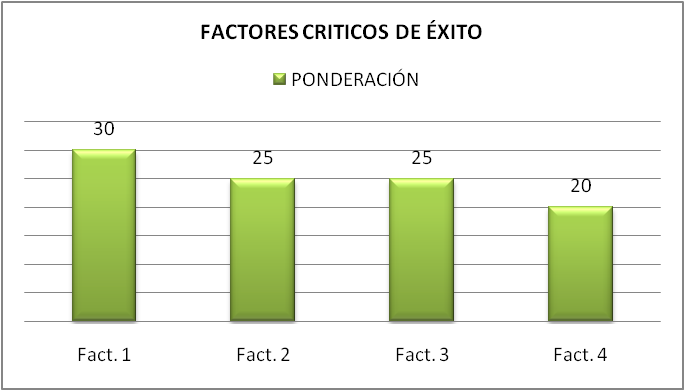 FACTORES CRITICOS DE ÉXITO
PONDERACIÓN
30
25
25
20
Fact. 1
Fact. 2
Fact. 3
Fact. 4